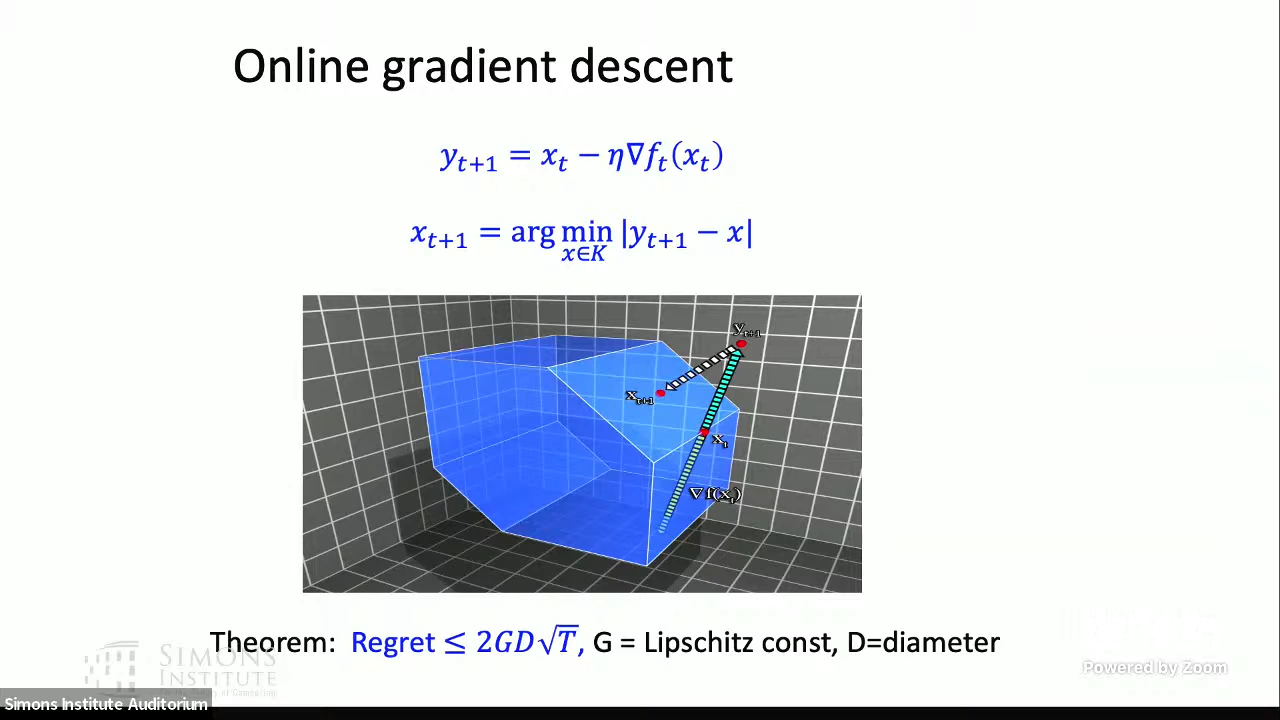 Online gradient descent
y_{t+1} = x_t − η∇f_t(x_t)
x_{t+1} = arg min_{x∈K} |y_{t+1} − x|
y_{t+1}
x_{t+1}
x_t
∇f(x_t)
Theorem: Regret ≤ 2GD√T, G = Lipschitz const, D=diameter
SIMONS
INSTITUTE
Powered by Zoom
Simons Institute Auditorium